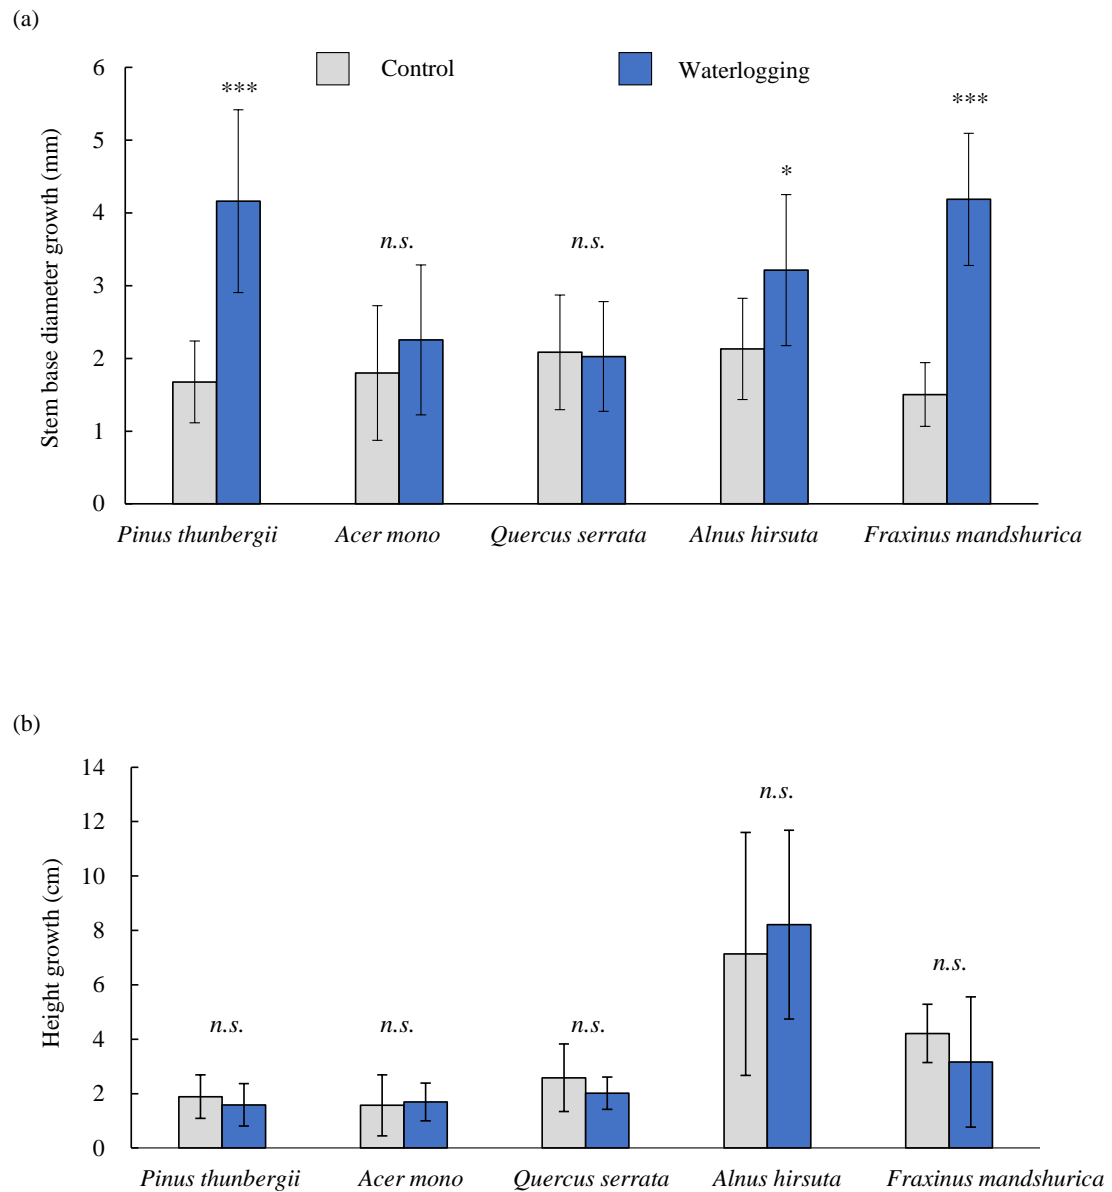 (a)
Control
Waterlogging
Stem base diameter growth (mm)
6
5
4
3
2
1
0
***
n.s.
n.s.
*
***
Pinus thunbergii
Acer mono
Quercus serrata
Alnus hirsuta
Fraxinus mandshurica
(b)
Height growth (cm)
14
12
10
8
6
4
2
0
n.s.
n.s.
n.s.
n.s.
n.s.
Pinus thunbergii
Acer mono
Quercus serrata
Alnus hirsuta
Fraxinus mandshurica